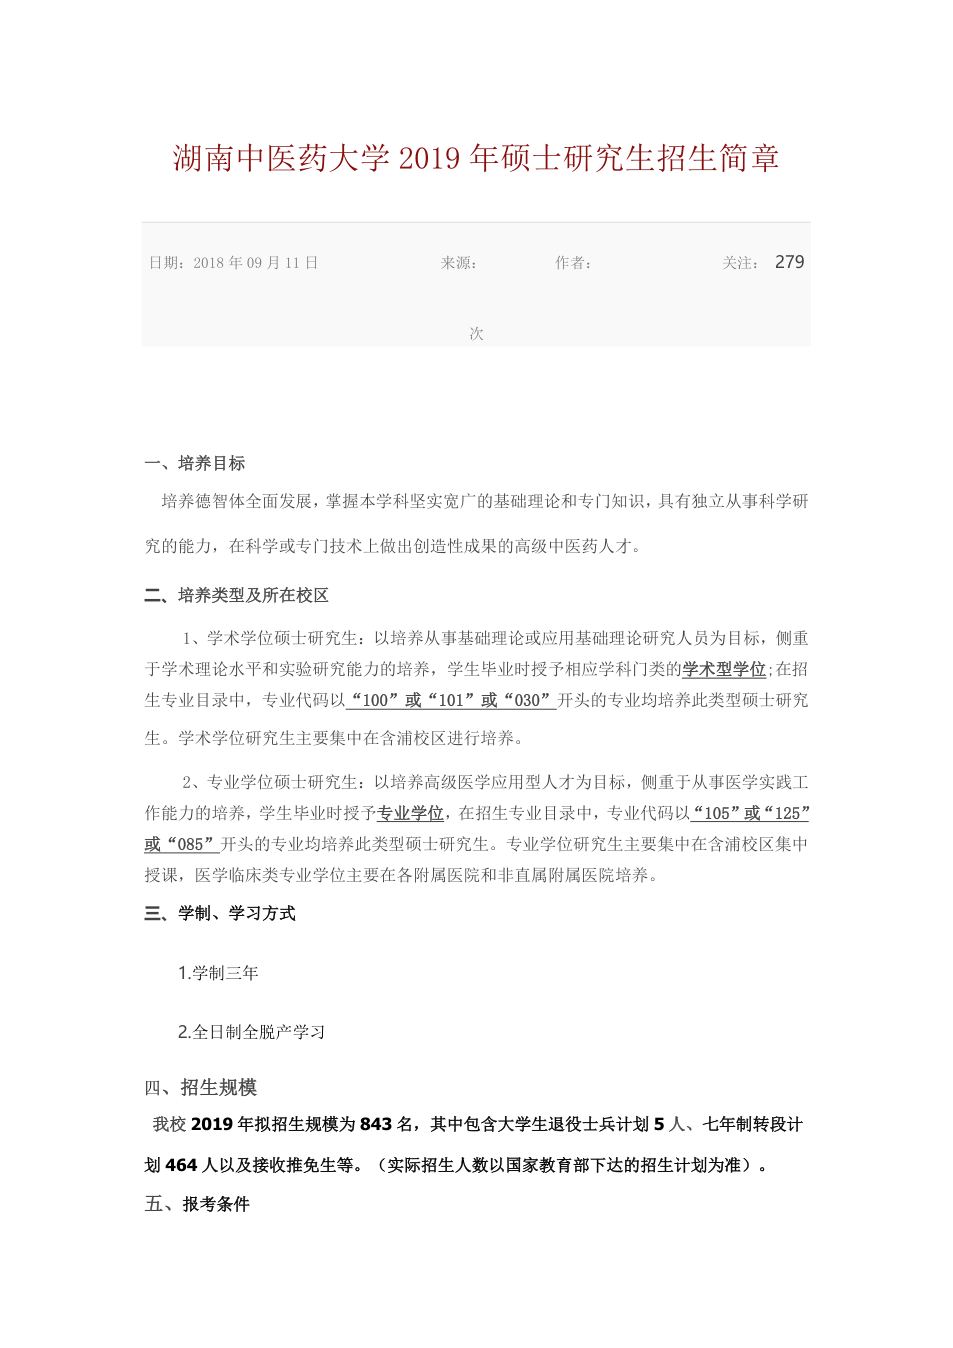 湖南中医药大学 2019 年硕士研究生招生简章
日期：2018 年 09 月 11 日 来源： 作者： 关注： 279
次
一、培养目标
培养德智体全面发展，掌握本学科坚实宽广的基础理论和专门知识，具有独立从事科学研
究的能力，在科学或专门技术上做出创造性成果的高级中医药人才。
二、培养类型及所在校区
1、学术学位硕士研究生：以培养从事基础理论或应用基础理论研究人员为目标，侧重
于学术理论水平和实验研究能力的培养，学生毕业时授予相应学科门类的学术型学位;在招
生专业目录中，专业代码以“100”或“101”或“030”开头的专业均培养此类型硕士研究
生。学术学位研究生主要集中在含浦校区进行培养。
2、专业学位硕士研究生：以培养高级医学应用型人才为目标，侧重于从事医学实践工
作能力的培养，学生毕业时授予专业学位，在招生专业目录中，专业代码以“105”或“125”
或“085”开头的专业均培养此类型硕士研究生。专业学位研究生主要集中在含浦校区集中
授课，医学临床类专业学位主要在各附属医院和非直属附属医院培养。
三、学制、学习方式
1.学制三年
2.全日制全脱产学习
四、招生规模
我校 2019 年拟招生规模为 843 名，其中包含大学生退役士兵计划 5 人、七年制转段计
划 464 人以及接收推免生等。（实际招生人数以国家教育部下达的招生计划为准）。
五、报考条件